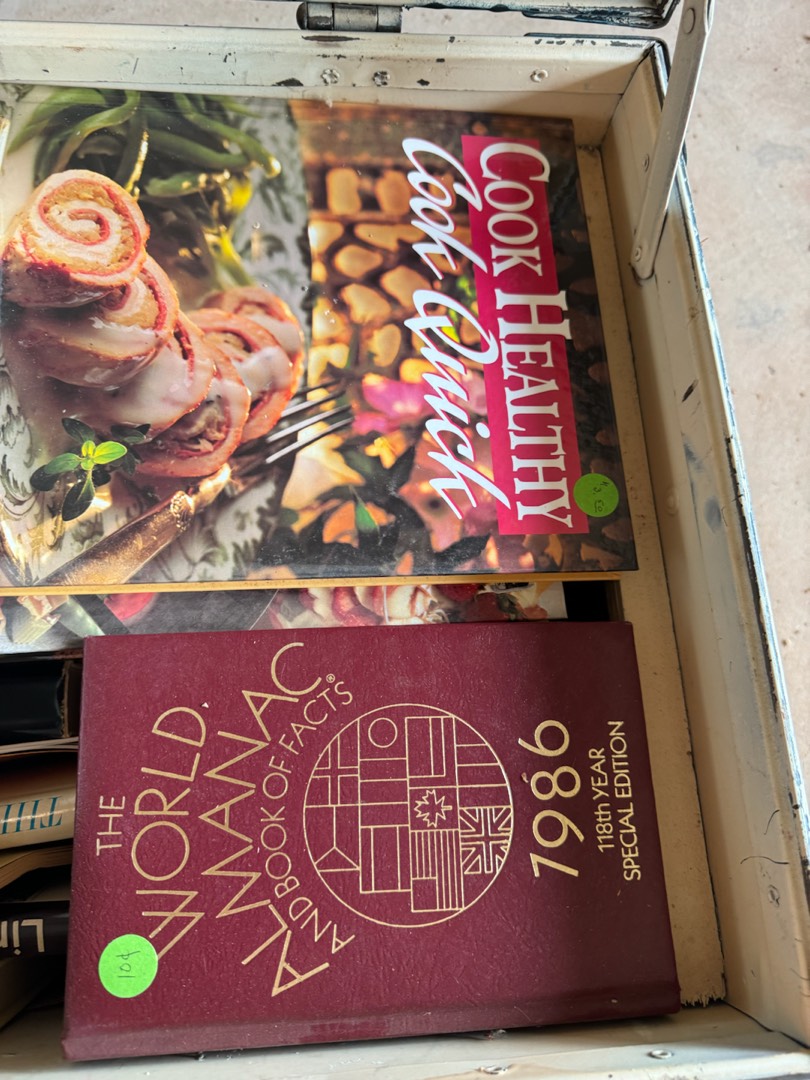 COOK HEALTHY
Cook Quick
THE
WORLD
ALMANAC®
AND BOOK OF FACTS
1986
118th YEAR
SPECIAL EDITION
10¢